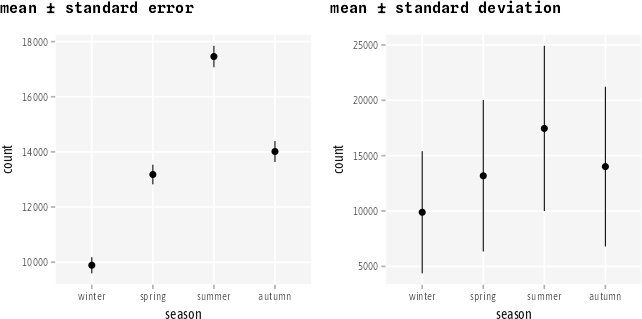 mean ± standard error
count
18000
16000
14000
12000
10000
winter spring summer autumn
season
mean ± standard deviation
count
25000
20000
15000
10000
5000
winter spring summer autumn
season